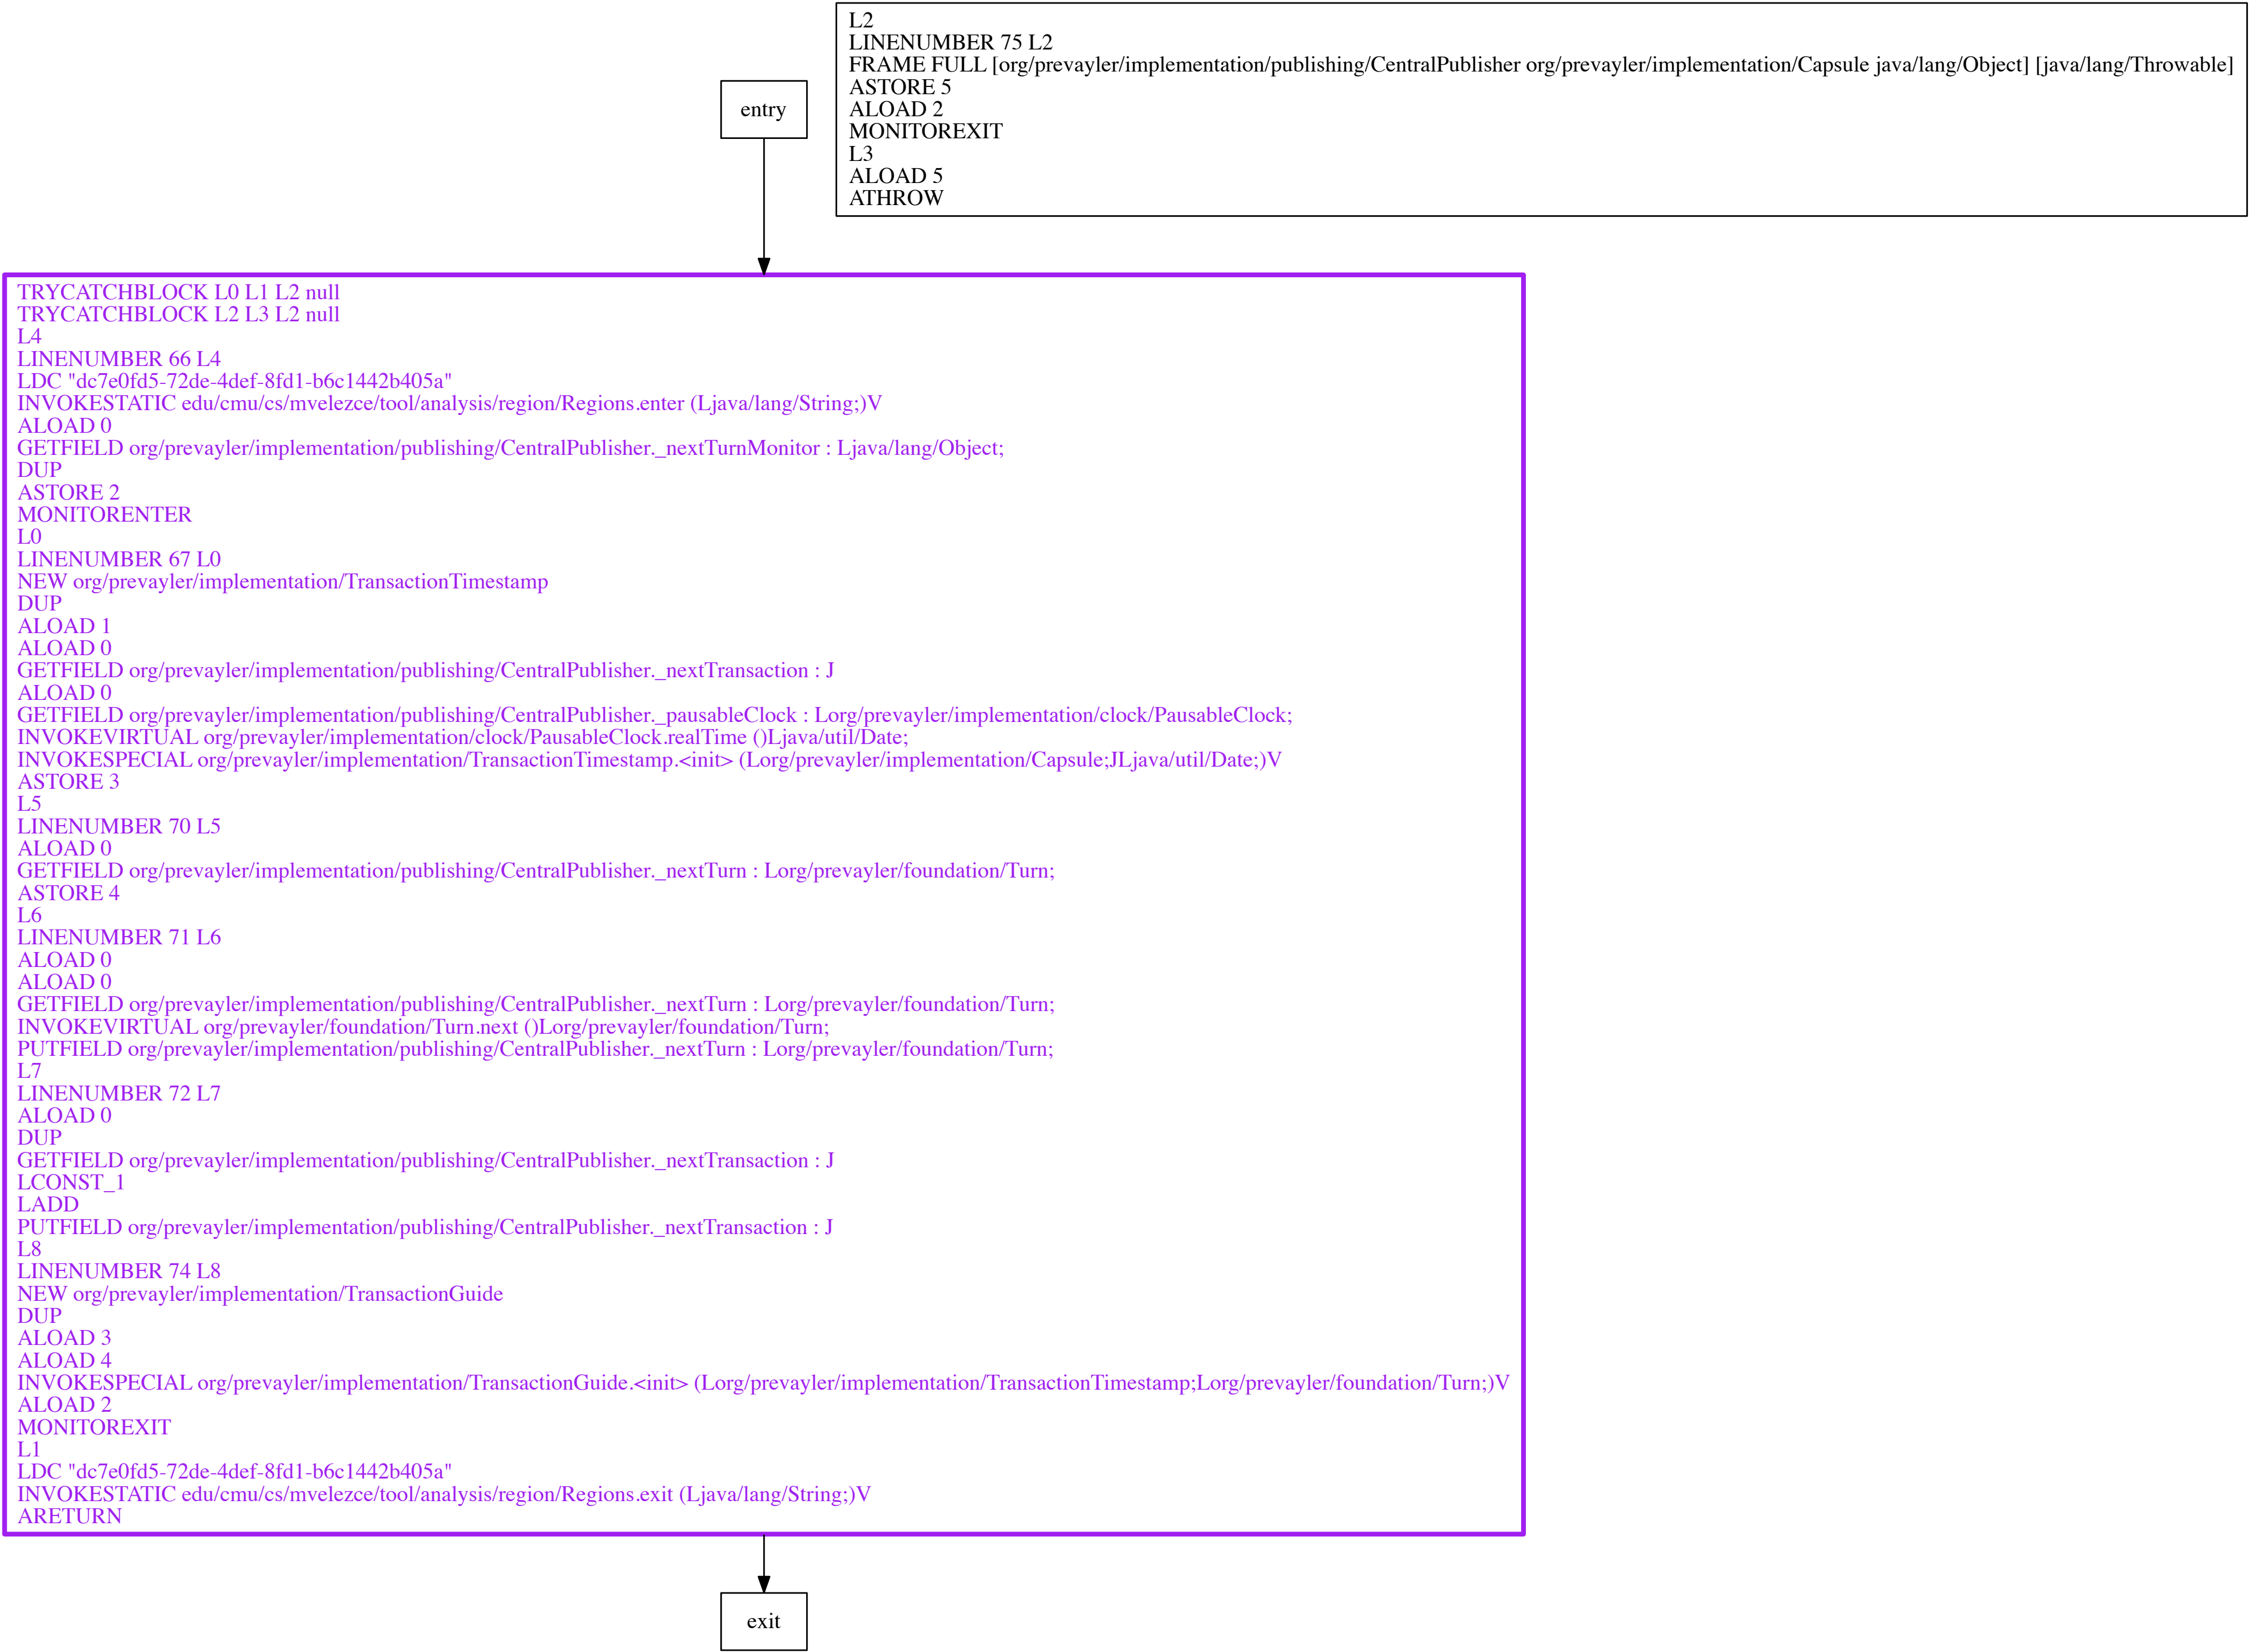 L2
LINENUMBER 75 L2
FRAME FULL [org/prevayler/implementation/publishing/CentralPublisher org/prevayler/implementation/Capsule java/lang/Object] [java/lang/Throwable]
ASTORE 5
ALOAD 2
MONITOREXIT
L3
ALOAD 5
ATHROW
entry
TRYCATCHBLOCK L0 L1 L2 null
TRYCATCHBLOCK L2 L3 L2 null
L4
LINENUMBER 66 L4
LDC "dc7e0fd5-72de-4def-8fd1-b6c1442b405a"
INVOKESTATIC edu/cmu/cs/mvelezce/tool/analysis/region/Regions.enter (Ljava/lang/String;)V
ALOAD 0
GETFIELD org/prevayler/implementation/publishing/CentralPublisher._nextTurnMonitor : Ljava/lang/Object;
DUP
ASTORE 2
MONITORENTER
L0
LINENUMBER 67 L0
NEW org/prevayler/implementation/TransactionTimestamp
DUP
ALOAD 1
ALOAD 0
GETFIELD org/prevayler/implementation/publishing/CentralPublisher._nextTransaction : J
ALOAD 0
GETFIELD org/prevayler/implementation/publishing/CentralPublisher._pausableClock : Lorg/prevayler/implementation/clock/PausableClock;
INVOKEVIRTUAL org/prevayler/implementation/clock/PausableClock.realTime ()Ljava/util/Date;
INVOKESPECIAL org/prevayler/implementation/TransactionTimestamp.<init> (Lorg/prevayler/implementation/Capsule;JLjava/util/Date;)V
ASTORE 3
L5
LINENUMBER 70 L5
ALOAD 0
GETFIELD org/prevayler/implementation/publishing/CentralPublisher._nextTurn : Lorg/prevayler/foundation/Turn;
ASTORE 4
L6
LINENUMBER 71 L6
ALOAD 0
ALOAD 0
GETFIELD org/prevayler/implementation/publishing/CentralPublisher._nextTurn : Lorg/prevayler/foundation/Turn;
INVOKEVIRTUAL org/prevayler/foundation/Turn.next ()Lorg/prevayler/foundation/Turn;
PUTFIELD org/prevayler/implementation/publishing/CentralPublisher._nextTurn : Lorg/prevayler/foundation/Turn;
L7
LINENUMBER 72 L7
ALOAD 0
DUP
GETFIELD org/prevayler/implementation/publishing/CentralPublisher._nextTransaction : J
LCONST_1
LADD
PUTFIELD org/prevayler/implementation/publishing/CentralPublisher._nextTransaction : J
L8
LINENUMBER 74 L8
NEW org/prevayler/implementation/TransactionGuide
DUP
ALOAD 3
ALOAD 4
INVOKESPECIAL org/prevayler/implementation/TransactionGuide.<init> (Lorg/prevayler/implementation/TransactionTimestamp;Lorg/prevayler/foundation/Turn;)V
ALOAD 2
MONITOREXIT
L1
LDC "dc7e0fd5-72de-4def-8fd1-b6c1442b405a"
INVOKESTATIC edu/cmu/cs/mvelezce/tool/analysis/region/Regions.exit (Ljava/lang/String;)V
ARETURN
exit